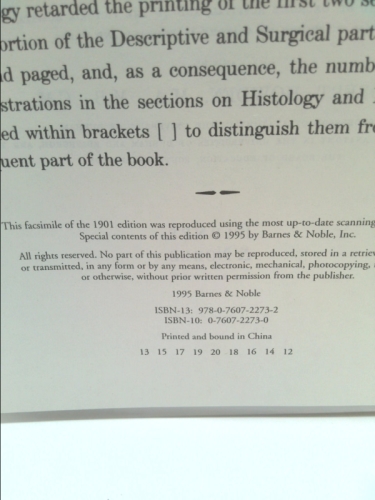 gy retarded the printing of the first two
ortion of the Descriptive and Surgical part
d paged, and, as a consequence, the numb
strations in the sections on Histology and
ed within brackets [ ] to distinguish them fr
uent part of the book.
This facsimile of the 1901 edition was reproduced using the most up-to-date scanning
Special contents of this edition © 1995 by Barnes & Noble, Inc.
All rights reserved. No part of this publication may be reproduced, stored in a retrie
or transmitted, in any form or by any means, electronic, mechanical, photocopying,
or otherwise, without prior written permission from the publisher.
1995 Barnes & Noble
ISBN-13: 978-0-7607-2273-2
ISBN-10: 0-7607-2273-0
Printed and bound in China
13 15 17 19 20 18 16 14 12